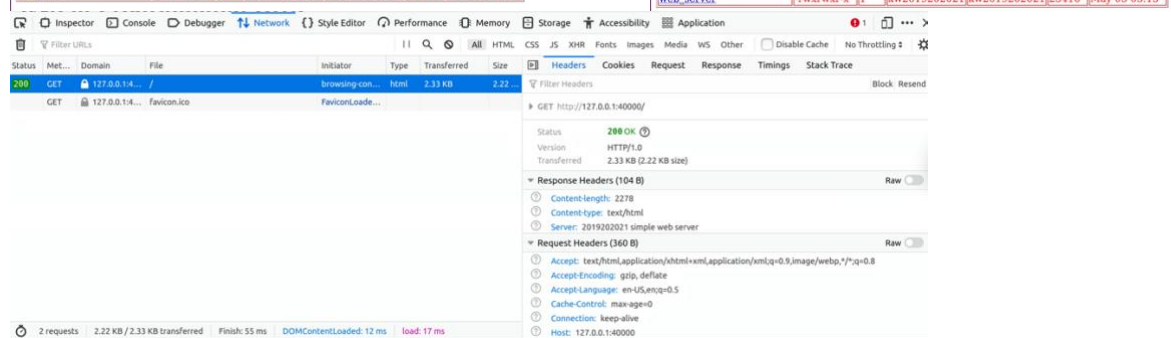 web_server
Inspector Console Debugger Network Style Editor Performance Memory Storage Accessibility Application 1
Filter URLs All HTML CSS JS XHR Fonts Images Media WS Other Disable Cache No Throttling
Status Met... Domain File Initiator Type Transferred Size Headers Cookies Request Response Timings Stack Trace
200 GET 127.0.0.1:4... / browsing-con... html 2.33 KB 2.22 ... Filter Headers Block Resend
GET 127.0.0.1:4... favicon.ico FaviconLoade...
GET http://127.0.0.1:40000/
Status 200 OK
Version HTTP/1.0
Transferred 2.33 KB (2.22 KB size)
Response Headers (104 B) Raw
Content-length: 2278
Content-type: text/html
Server: 2019202021 simple web server
Request Headers (360 B) Raw
Accept: text/html,application/xhtml+xml,application/xml;q=0.9,image/webp,*/*;q=0.8
Accept-Encoding: gzip, deflate
Accept-Language: en-US,en;q=0.5
Cache-Control: max-age=0
Connection: keep-alive
Host: 127.0.0.1:40000
2 requests 2.22 KB / 2.33 KB transferred Finish: 55 ms DOMContentLoaded: 12 ms load: 17 ms